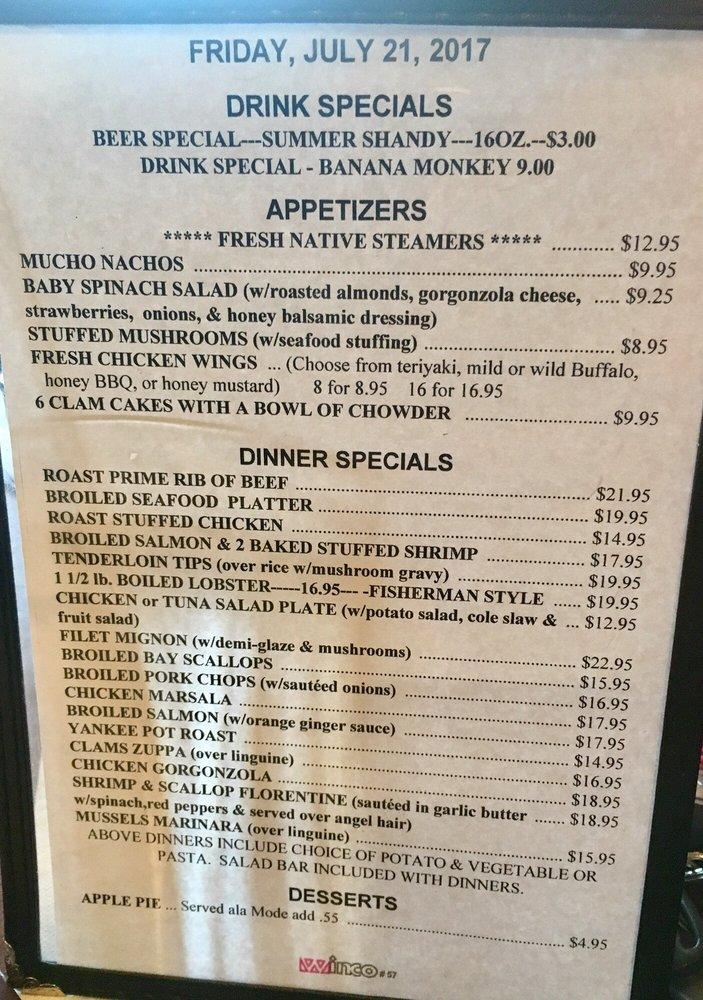 FRIDAY, JULY 21, 2017
DRINK SPECIALS
BEER SPECIAL---SUMMER SHANDY---16OZ.--$3.00
DRINK SPECIAL - BANANA MONKEY 9.00
APPETIZERS
***** FRESH NATIVE STEAMERS ***** ............ $12.95
MUCHO NACHOS ........................................ $9.95
BABY SPINACH SALAD (w/roasted almonds, gorgonzola cheese, ..... $9.25
strawberries, onions, & honey balsamic dressing)
STUFFED MUSHROOMS (w/seafood stuffing) ........................ $8.95
FRESH CHICKEN WINGS ... (Choose from teriyaki, mild or wild Buffalo,
honey BBQ, or honey mustard) 8 for 8.95 16 for 16.95
6 CLAM CAKES WITH A BOWL OF CHOWDER ........................ $9.95
DINNER SPECIALS
ROAST PRIME RIB OF BEEF ........................................ $21.95
BROILED SEAFOOD PLATTER ........................................ $19.95
ROAST STUFFED CHICKEN ........................................ $14.95
BROILED SALMON & 2 BAKED STUFFED SHRIMP .................. $17.95
TENDERLOIN TIPS (over rice w/mushroom gravy) .................. $19.95
1 1/2 lb. BOILED LOBSTER-----16.95--- -FISHERMAN STYLE ...... $19.95
CHICKEN or TUNA SALAD PLATE (w/potato salad, cole slaw & ... $12.95
fruit salad)
FILET MIGNON (w/demi-glaze & mushrooms) ........................ $22.95
BROILED BAY SCALLOPS ........................................ $15.95
BROILED PORK CHOPS (w/sautéed onions) ........................ $16.95
CHICKEN MARSALA ........................................ $17.95
BROILED SALMON (w/orange ginger sauce) ........................ $17.95
YANKEE POT ROAST ........................................ $14.95
CLAMS ZUPPA (over linguine) ........................................ $16.95
CHICKEN GORGONZOLA ........................................ $18.95
SHRIMP & SCALLOP FLORENTINE (sautéed in garlic butter ...... $18.95
w/spinach,red peppers & served over angel hair)
MUSSELS MARINARA (over linguine) ........................ $15.95
ABOVE DINNERS INCLUDE CHOICE OF POTATO & VEGETABLE OR
PASTA. SALAD BAR INCLUDED WITH DINNERS.
DESSERTS
APPLE PIE ... Served ala Mode add .55 ........................ $4.95
Winco #57